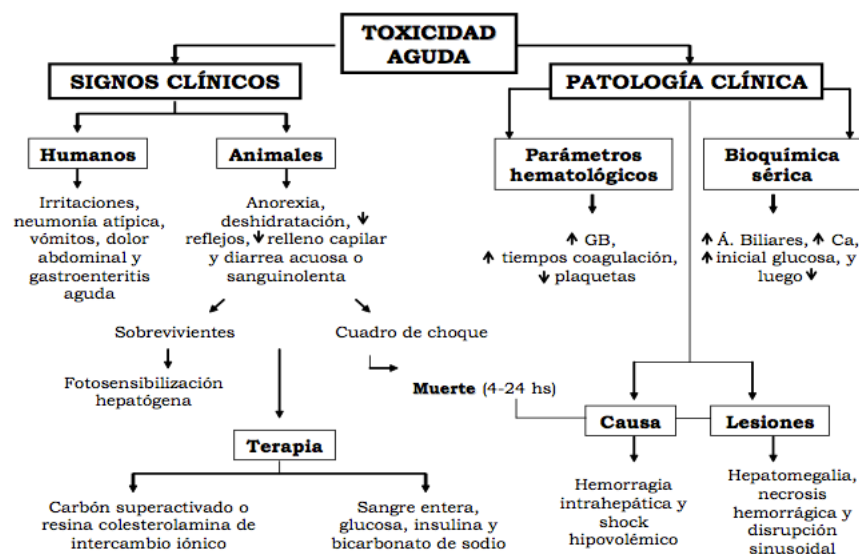 TOXICIDAD
AGUDA
SIGNOS CLÍNICOS
PATOLOGÍA CLÍNICA
Humanos
Animales
Parámetros
hematológicos
Bioquímica
sérica
Irritaciones,
neumonía atípica,
vómitos, dolor
abdominal y
gastroenteritis
aguda
Anorexia,
deshidratación, ↓
reflejos, ↓ relleno capilar
y diarrea acuosa o
sanguinolenta
↑ GB,
↑ tiempos coagulación,
↓ plaquetas
↑ Á. Biliares, ↑ Ca,
↑ inicial glucosa, y
luego ↓
Sobrevivientes
Cuadro de choque
Fotosensibilización
hepatógena
Muerte (4-24 hs)
Causa
Lesiones
Terapia
Carbón superactivado o
resina colesterolamina de
intercambio iónico
Sangre entera,
glucosa, insulina y
bicarbonato de sodio
Hemorragia
intrahepática y
shock
hipovolémico
Hepatomegalia,
necrosis
hemorrágica y
disrupción
sinusoidal